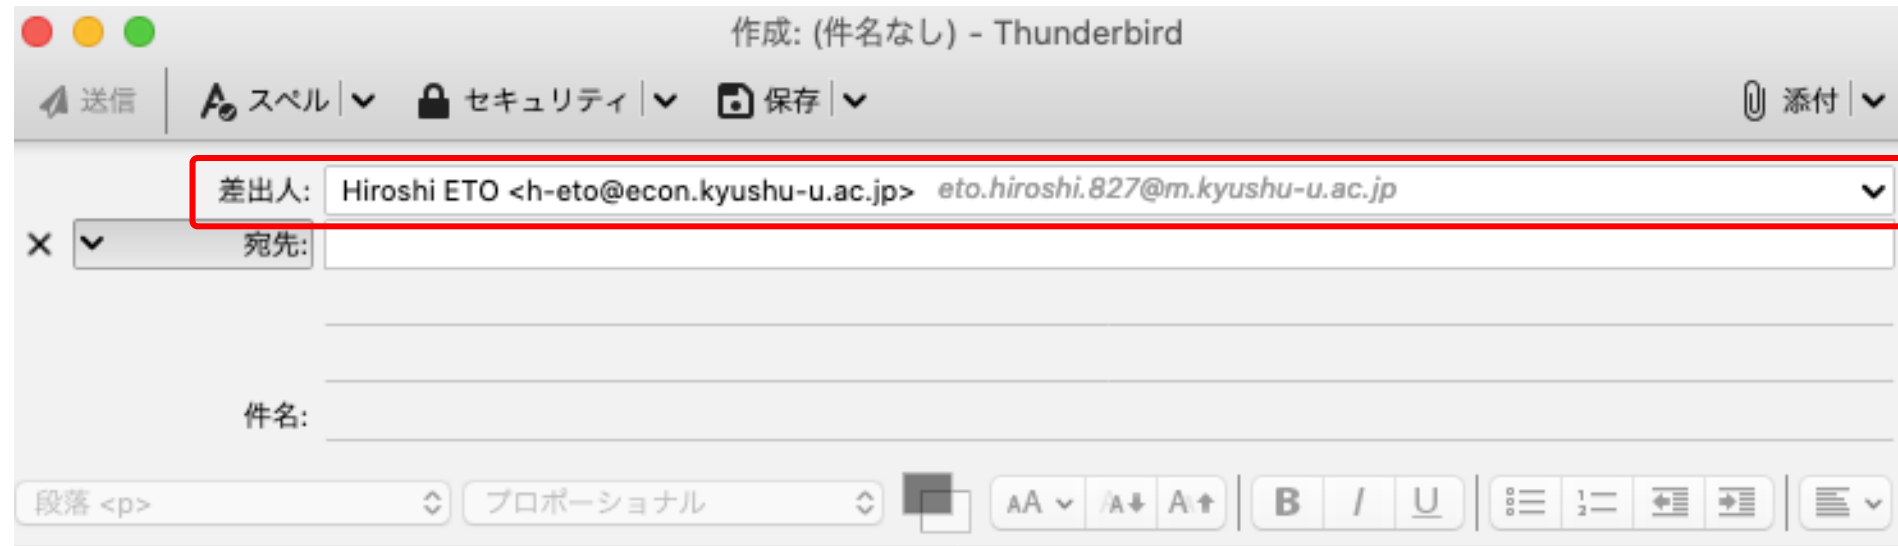 作成: (件名なし) - Thunderbird
送信 スペル セキュリティ 保存 添付
差出人: Hiroshi ETO <h-eto@econ.kyushu-u.ac.jp> eto.hiroshi.827@m.kyushu-u.ac.jp
宛先:
件名:
段落 <p> プロポーショナル AA A A B I U